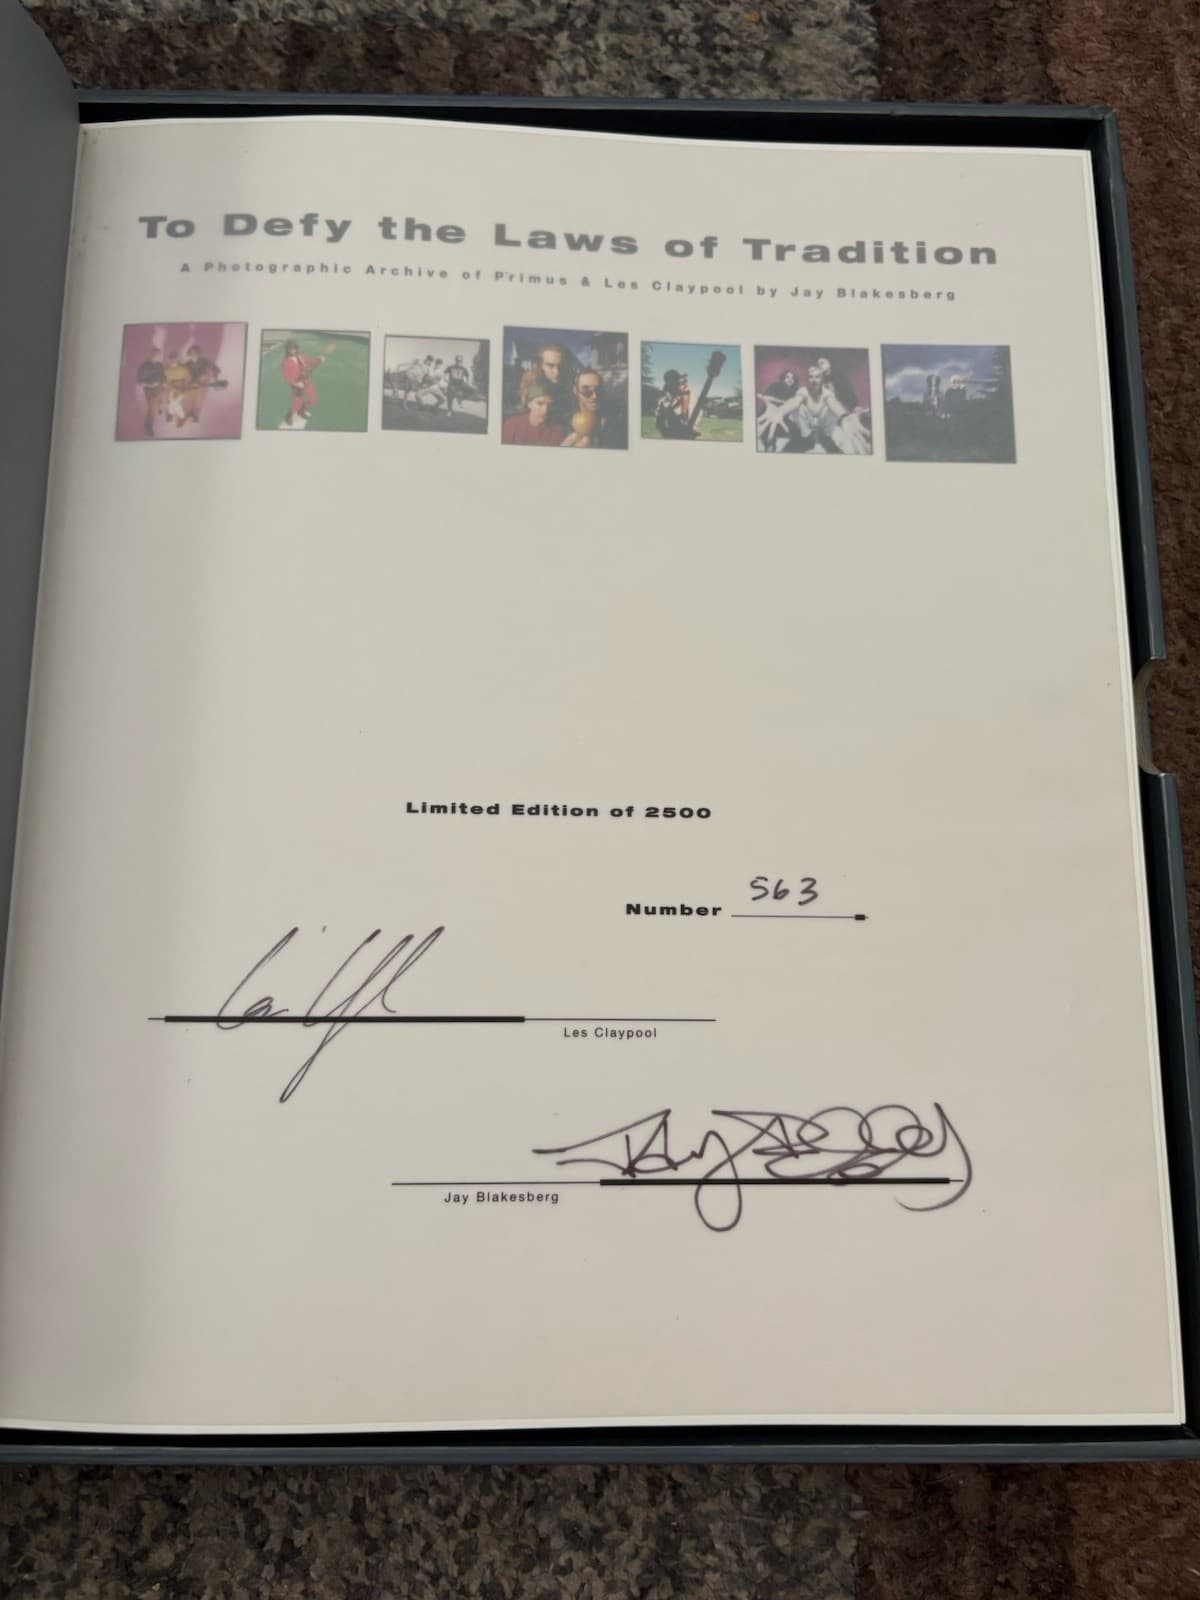 To Defy the Laws of Tradition
A Photographic Archive of Primus & Les Claypool by Jay Blakesberg
Limited Edition of 2500
Number 563
Les Claypool
Jay Blakesberg